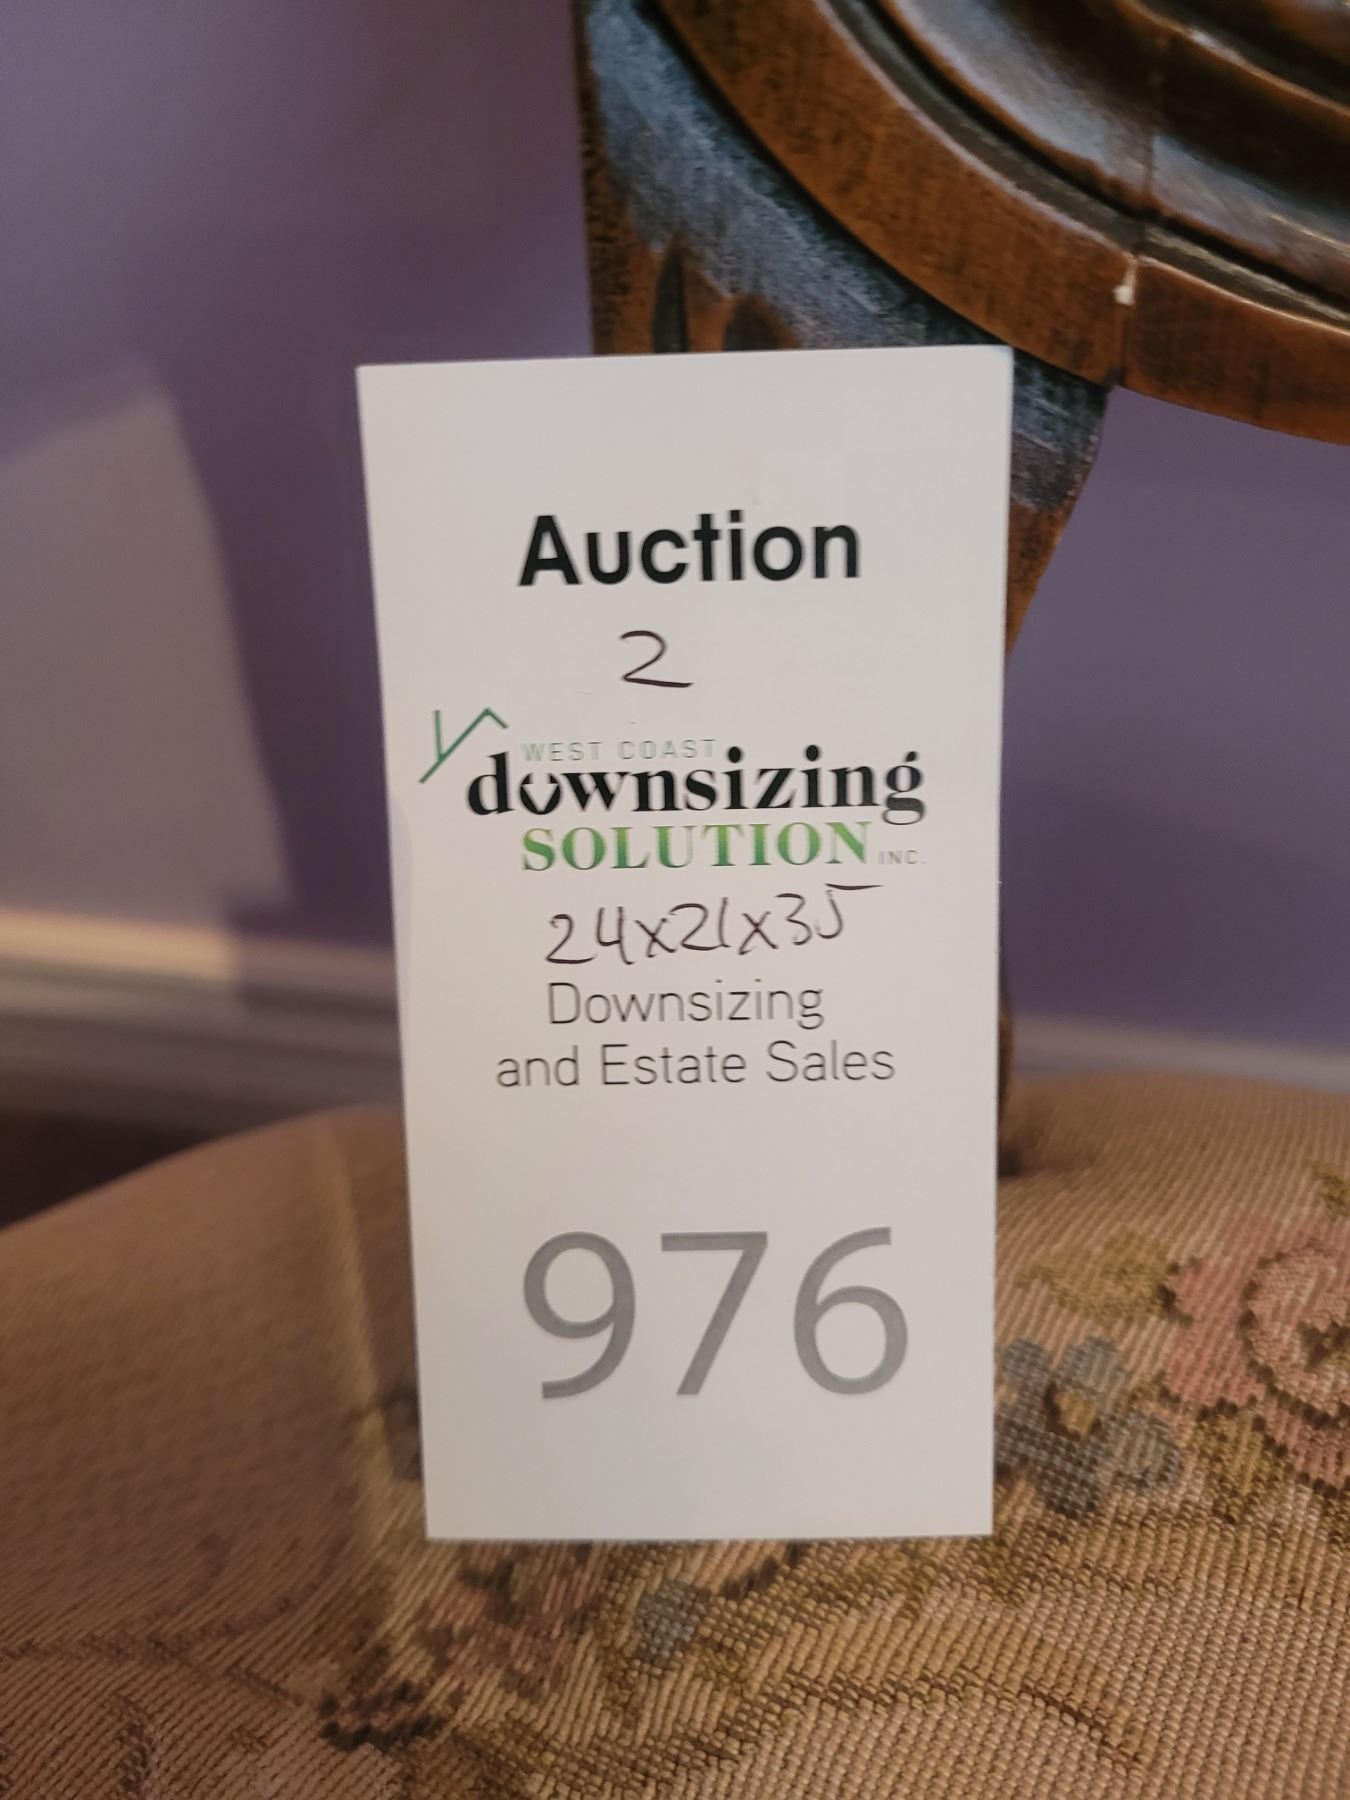 Auction
2
WEST COAST
downsizing
SOLUTION INC.
24x21x35
Downsizing
and Estate Sales
976